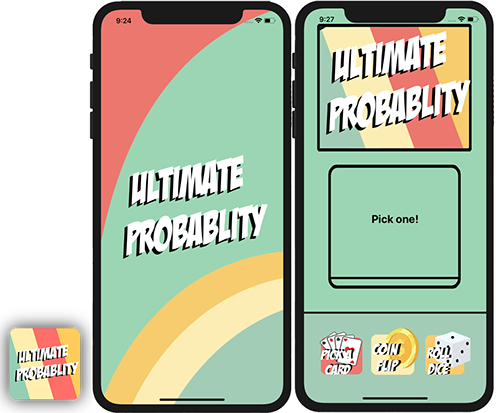 9:24
ULTIMATE
PROBABLITY
9:27
ULTIMATE
PROBABLITY
Pick one!
PICK A
CARD
COIN
FLIP
ROLL
DICE
ULTIMATE
PROBABLITY